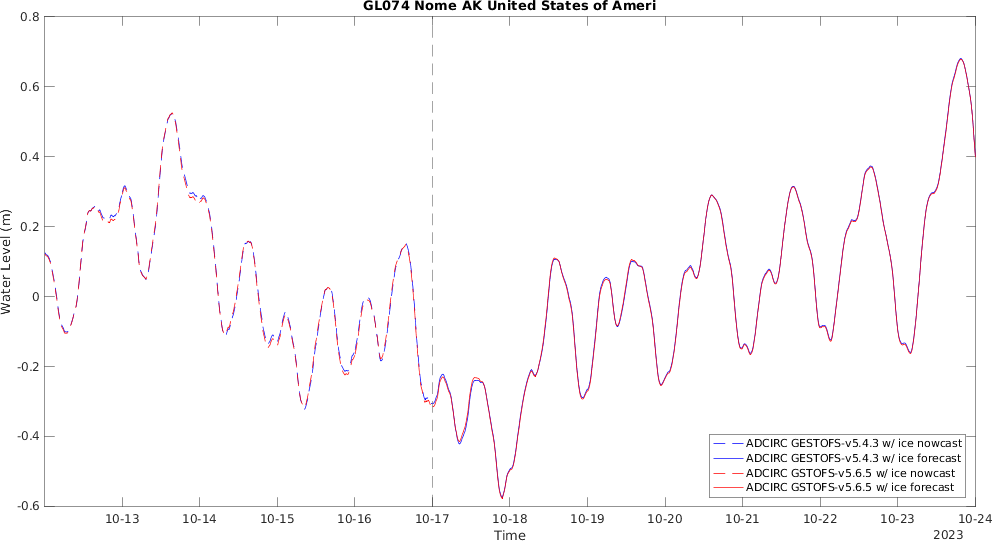 GL074 Nome AK United States of Ameri
0.8
0.6
0.4
0.2
0
-0.2
-0.4
-0.6
Water Level (m)
ADCIRC GESTOFS-v5.4.3 w/ ice nowcast
ADCIRC GESTOFS-v5.4.3 w/ ice forecast
ADCIRC GSTOFS-v5.6.5 w/ ice nowcast
ADCIRC GSTOFS-v5.6.5 w/ ice forecast
10-13 10-14 10-15 10-16 10-17 10-18 10-19 10-20 10-21 10-22 10-23 10-24
Time
2023